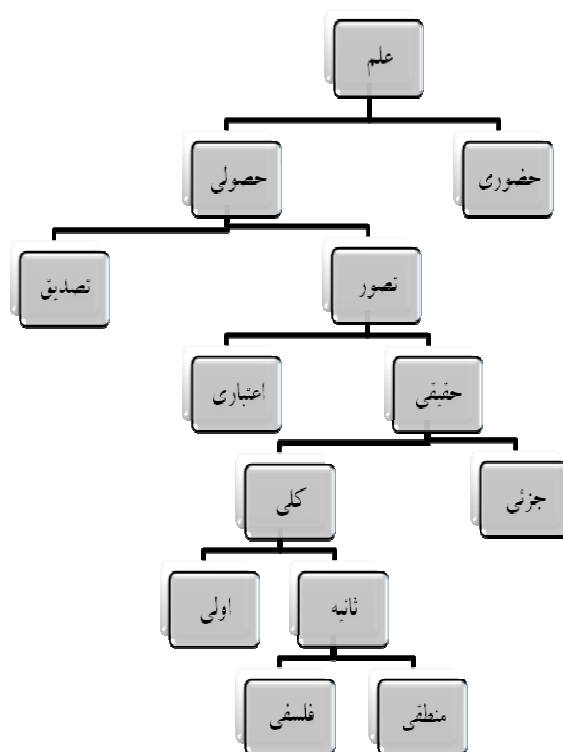 علم
حضوری
حصولی
تصور
تصدیق
حقیقی
اعتباری
جزئی
کلی
ثانیه
اولی
منطقی
فلسفی